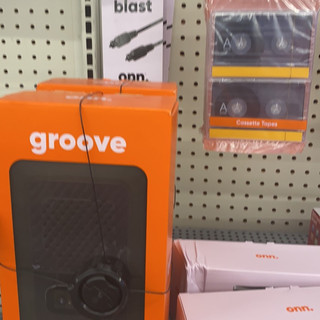 blast
onn.
A
A
Cassette Tapes
groove
onn.
onn.